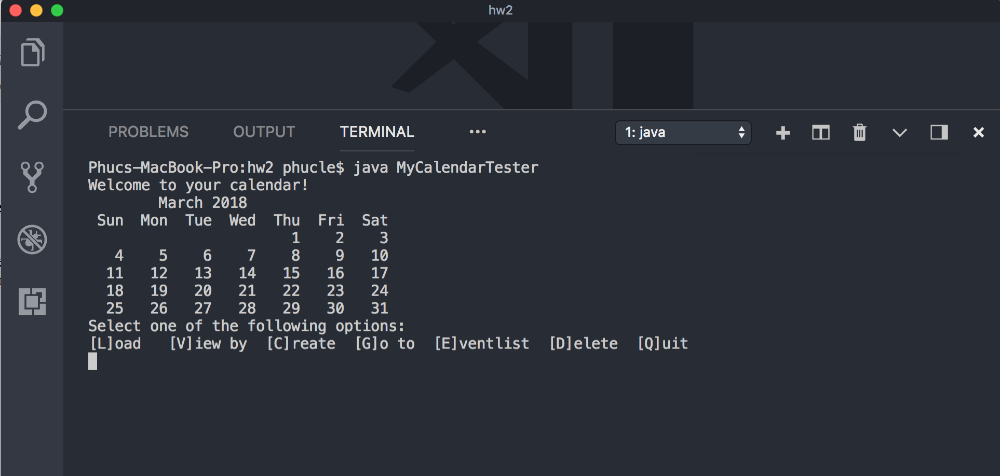 hw2
PROBLEMS OUTPUT TERMINAL ••• 1: java
Phucs-MacBook-Pro:hw2 phucle$ java MyCalendarTester
Welcome to your calendar!
March 2018
Sun Mon Tue Wed Thu Fri Sat
1 2 3
4 5 6 7 8 9 10
11 12 13 14 15 16 17
18 19 20 21 22 23 24
25 26 27 28 29 30 31
Select one of the following options:
[L]oad [V]iew by [C]reate [G]o to [E]ventlist [D]elete [Q]uit